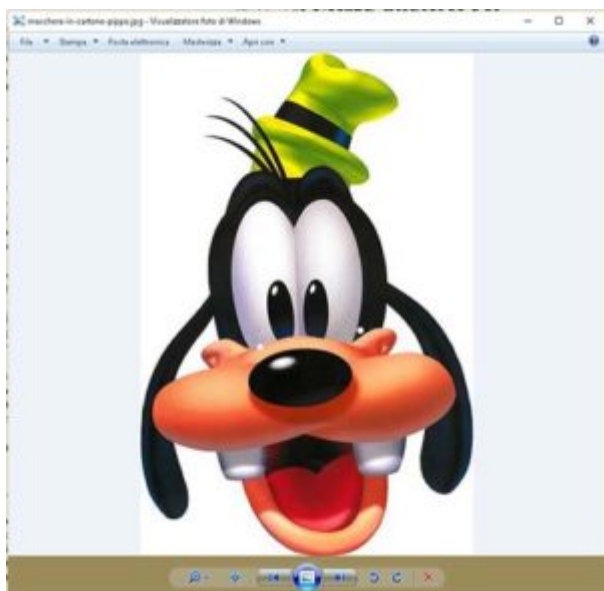 maschere-in-cartone-pippo.jpg - Visualizzatore foto di Windows
File Stampa Posta elettronica Masterizza Apri con